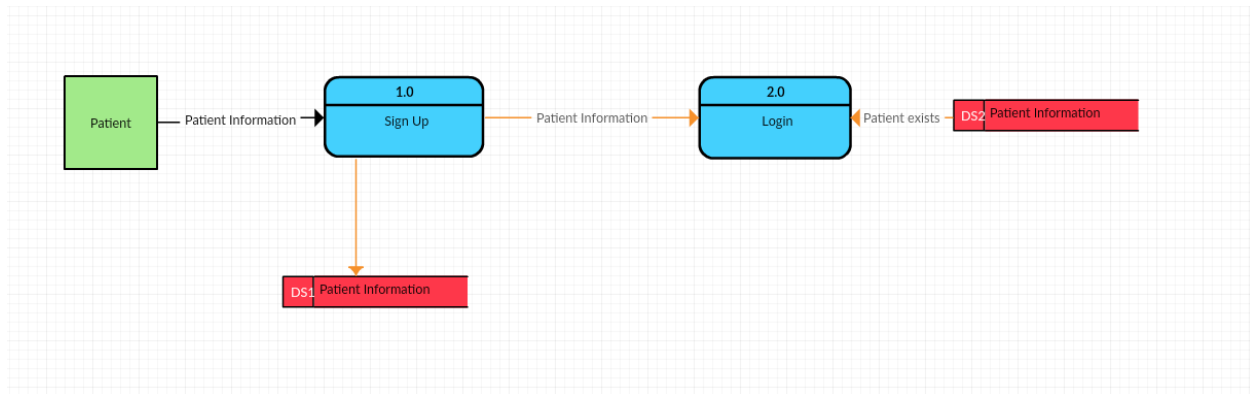 1.0
2.0
Patient
Patient Information
Sign Up
Patient Information
Login
Patient exists
DS2
Patient Information
DS1
Patient Information